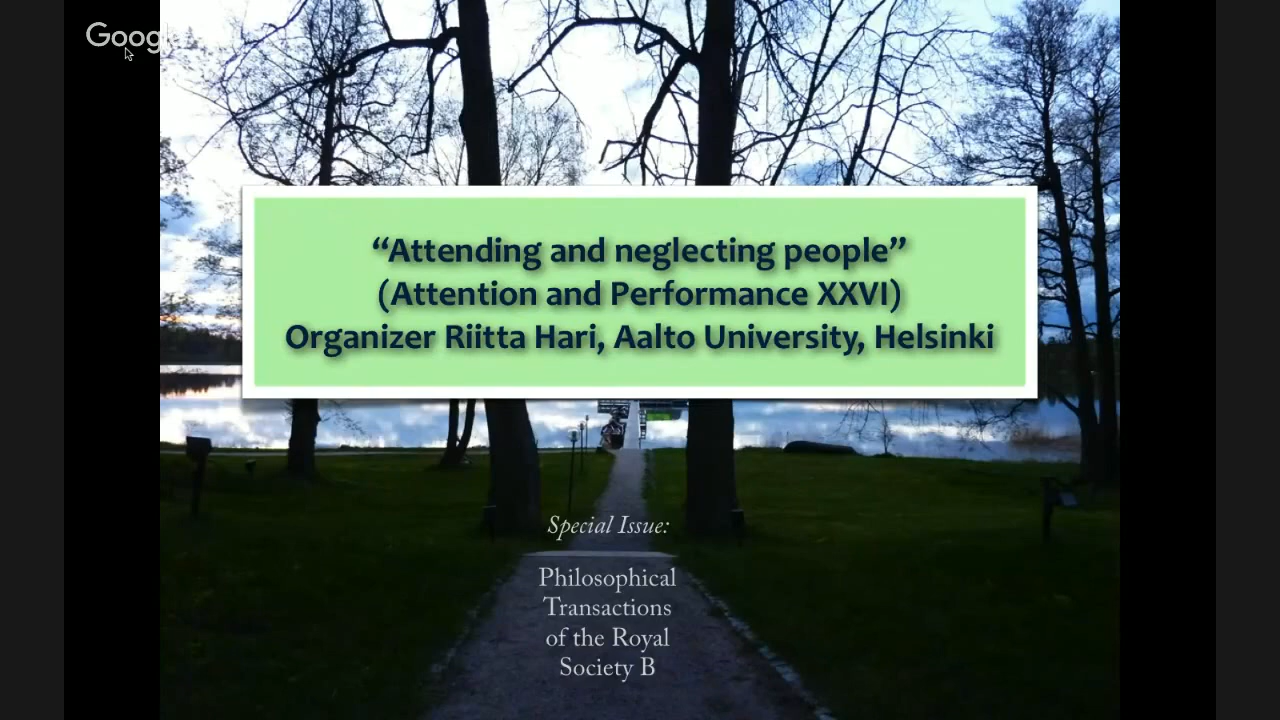 Google
“Attending and neglecting people”
(Attention and Performance XXVI)
Organizer Riitta Hari, Aalto University, Helsinki
Special Issue:
Philosophical
Transactions
of the Royal
Society B